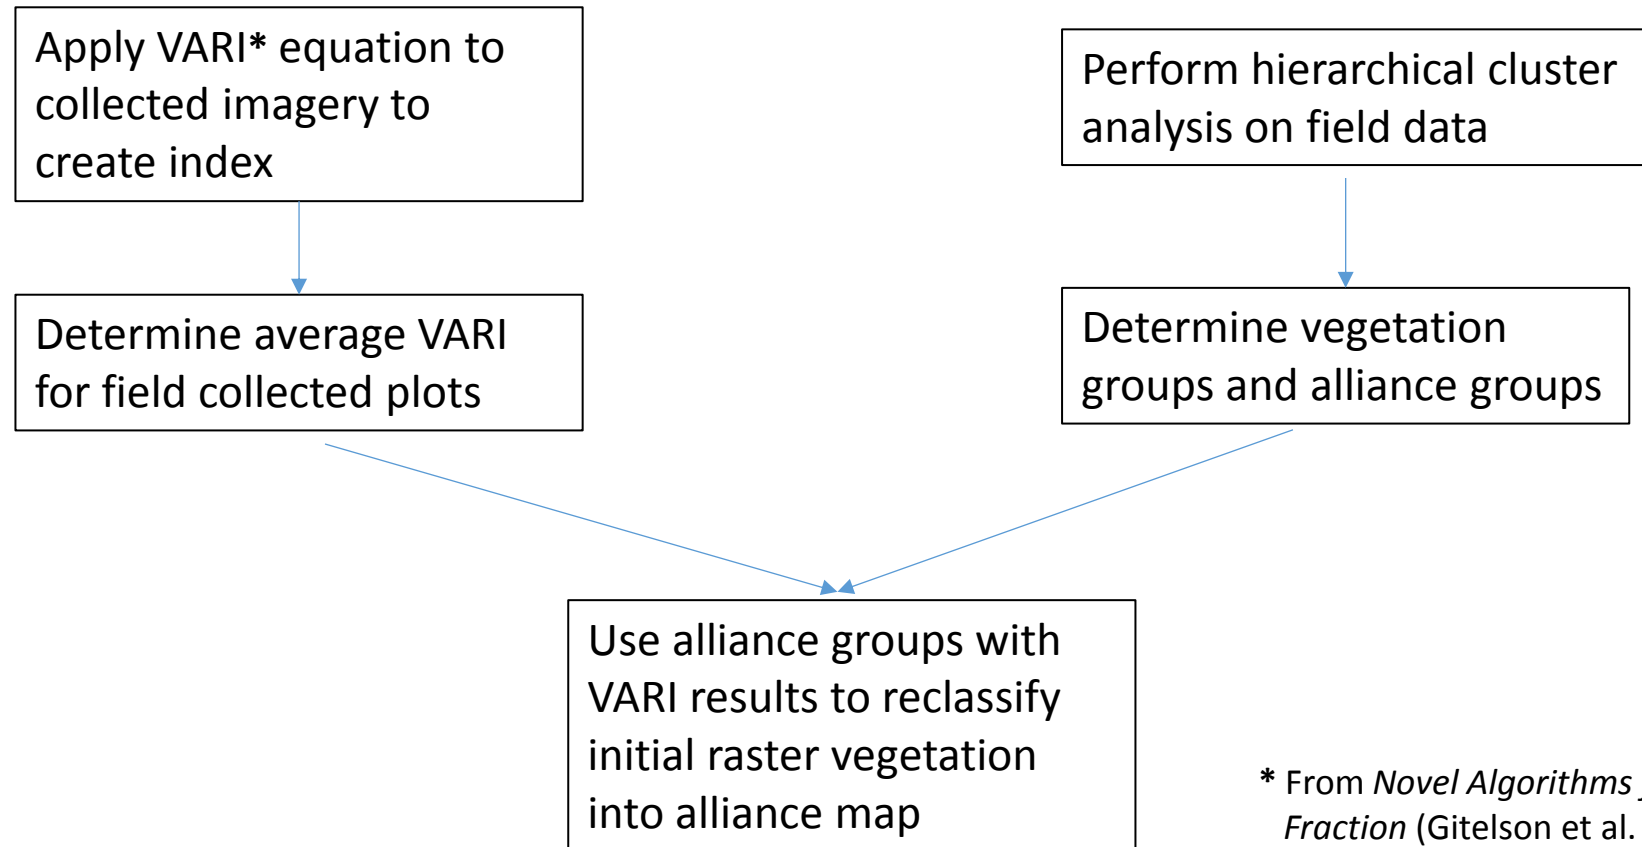 Apply VARI* equation to
collected imagery to
create index
Perform hierarchical cluster
analysis on field data
Determine average VARI
for field collected plots
Determine vegetation
groups and alliance groups
Use alliance groups with
VARI results to reclassify
initial raster vegetation
into alliance map
* From Novel Algorithms
Fraction (Gitelson et al.